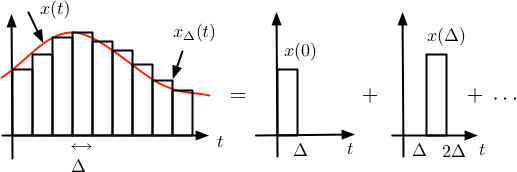 x(t)
x_Δ(t)
x(0)
x(Δ)
= + + ...
t
Δ
Δ
t
Δ
2Δ
t